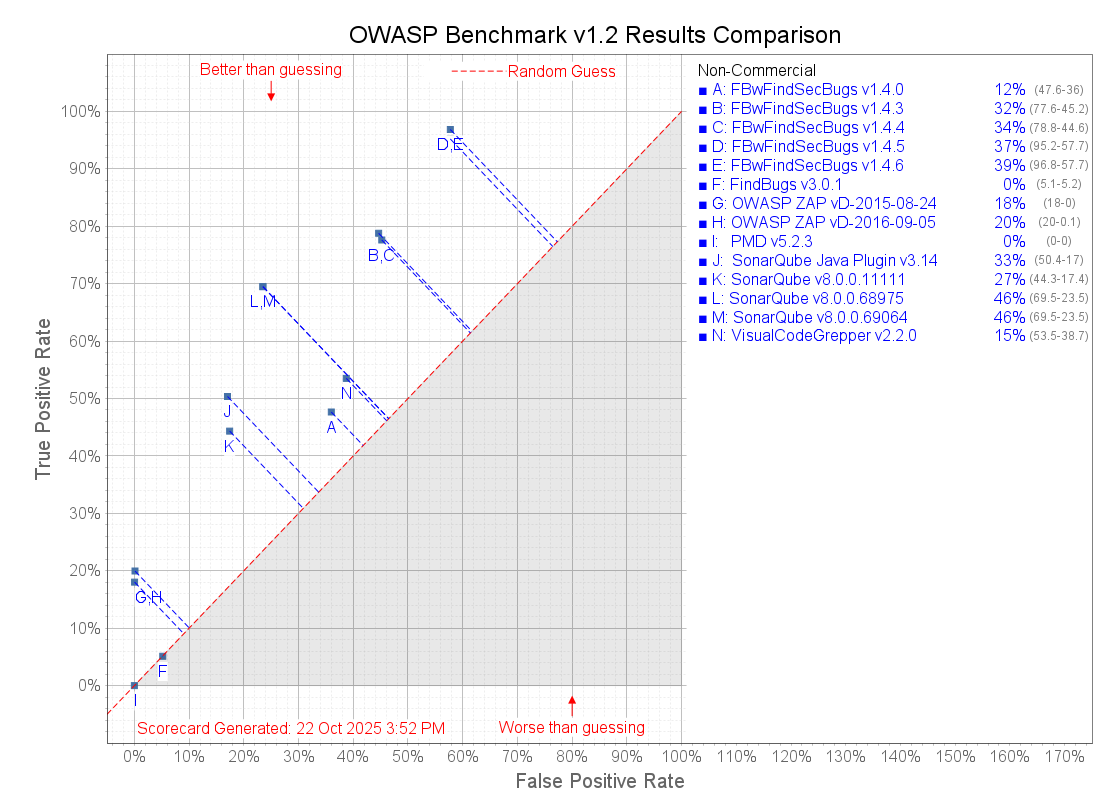 OWASP Benchmark v1.2 Results Comparison
Better than guessing
Random Guess
Non-Commercial
A: FBwFindSecBugs v1.4.0 12% (47.6-36)
B: FBwFindSecBugs v1.4.3 32% (77.6-45.2)
C: FBwFindSecBugs v1.4.4 34% (78.8-44.6)
D: FBwFindSecBugs v1.4.5 37% (95.2-57.7)
E: FBwFindSecBugs v1.4.6 39% (96.8-57.7)
F: FindBugs v3.0.1 0% (5.1-5.2)
G: OWASP ZAP vD-2015-08-24 18% (18-0)
H: OWASP ZAP vD-2016-09-05 20% (20-0.1)
I: PMD v5.2.3 0% (0-0)
J: SonarQube Java Plugin v3.14 33% (50.4-17)
K: SonarQube v8.0.0.11111 27% (44.3-17.4)
L: SonarQube v8.0.0.68975 46% (69.5-23.5)
M: SonarQube v8.0.0.69064 46% (69.5-23.5)
N: VisualCodeGrepper v2.2.0 15% (53.5-38.7)
True Positive Rate
100%
90%
80%
70%
60%
50%
40%
30%
20%
10%
0%
D,E
B,C
L,M
N
J
A
K
G,H
F
I
Scorecard Generated: 22 Oct 2025 3:52 PM
Worse than guessing
0% 10% 20% 30% 40% 50% 60% 70% 80% 90% 100% 110% 120% 130% 140% 150% 160% 170%
False Positive Rate